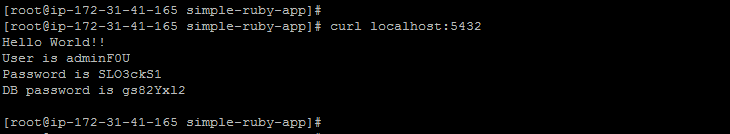 [root@ip-172-31-41-165 simple-ruby-app]#
[root@ip-172-31-41-165 simple-ruby-app]# curl localhost:5432
Hello World!!
User is adminF0U
Password is SLO3ckS1
DB password is gs82Yxl2
[root@ip-172-31-41-165 simple-ruby-app]#